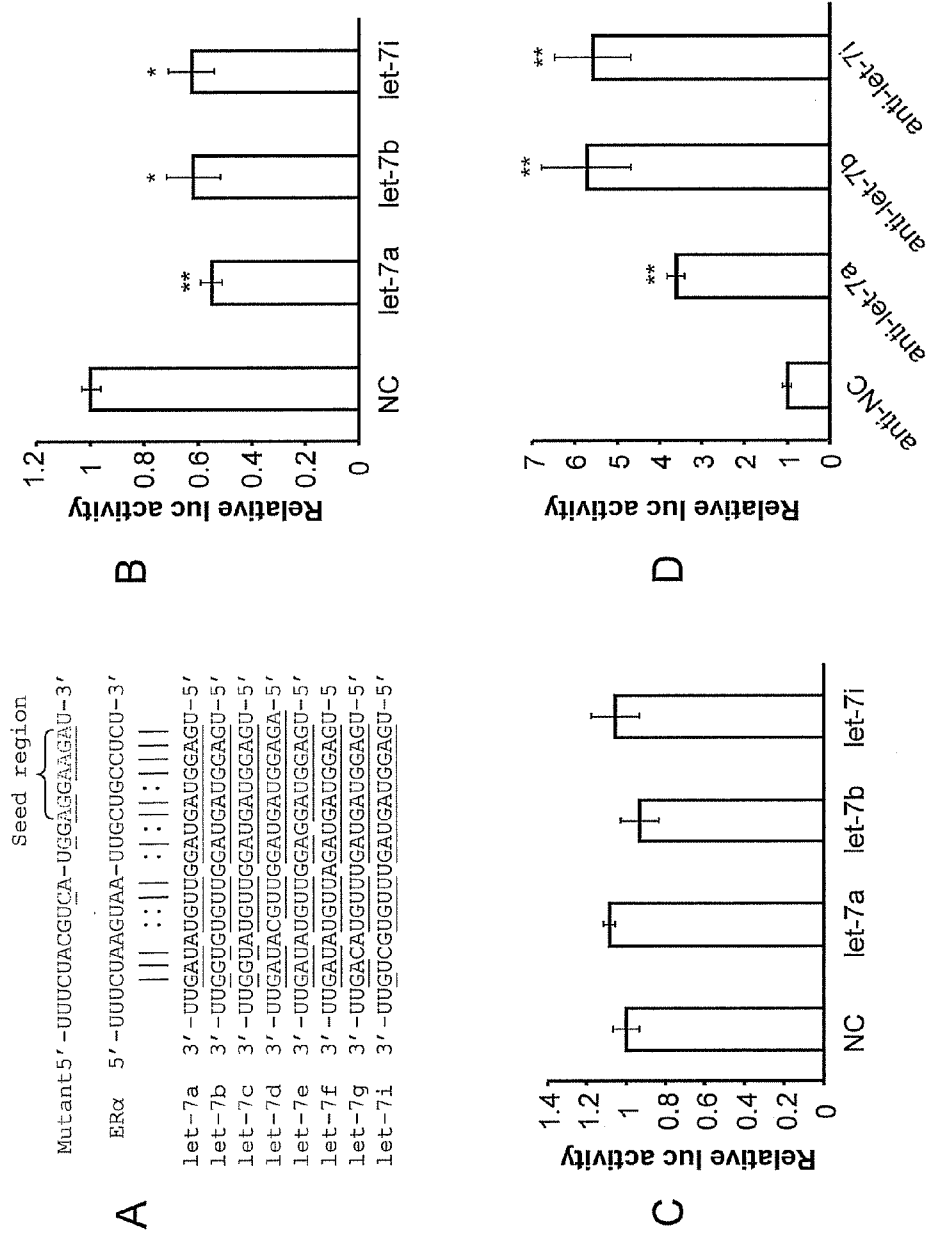 A
Seed region
Mutant5′-UUUCUACGUCA-UGGAGGAAGAU-3′
ERα 5′-UUUCUAAGUAA-UUGCUGCCUCU-3′
let-7a 3′-UUGAUAUGUUGGAUGAUGGAGU-5′
let-7b 3′-UUGGUGUGUUGGAUGAUGGAGU-5′
let-7c 3′-UUGGUAUGUUGGAUGAUGGAGU-5′
let-7d 3′-UUGAUACGUUGGAUGAUGGAGA-5′
let-7e 3′-UUGAUAUGUUGGAGGAUGGAGU-5′
let-7f 3′-UUGAUAUGUUAGAUGAUGGAGU-5
let-7g 3′-UUGACAUGUUUGAUGAUGGAGU-5′
let-7i 3′-UUGUCGUGUUUGAUGAUGGAGU-5′
B
Relative luc activity
1.2
1
0.8
0.6
0.4
0.2
0
**
*
*
NC let-7a let-7b let-7i
C
Relative luc activity
1.4
1.2
1
0.8
0.6
0.4
0.2
0
NC let-7a let-7b let-7i
D
Relative luc activity
7
6
5
4
3
2
1
0
**
**
**
anti-NC anti-let-7a anti-let-7b anti-let-7i